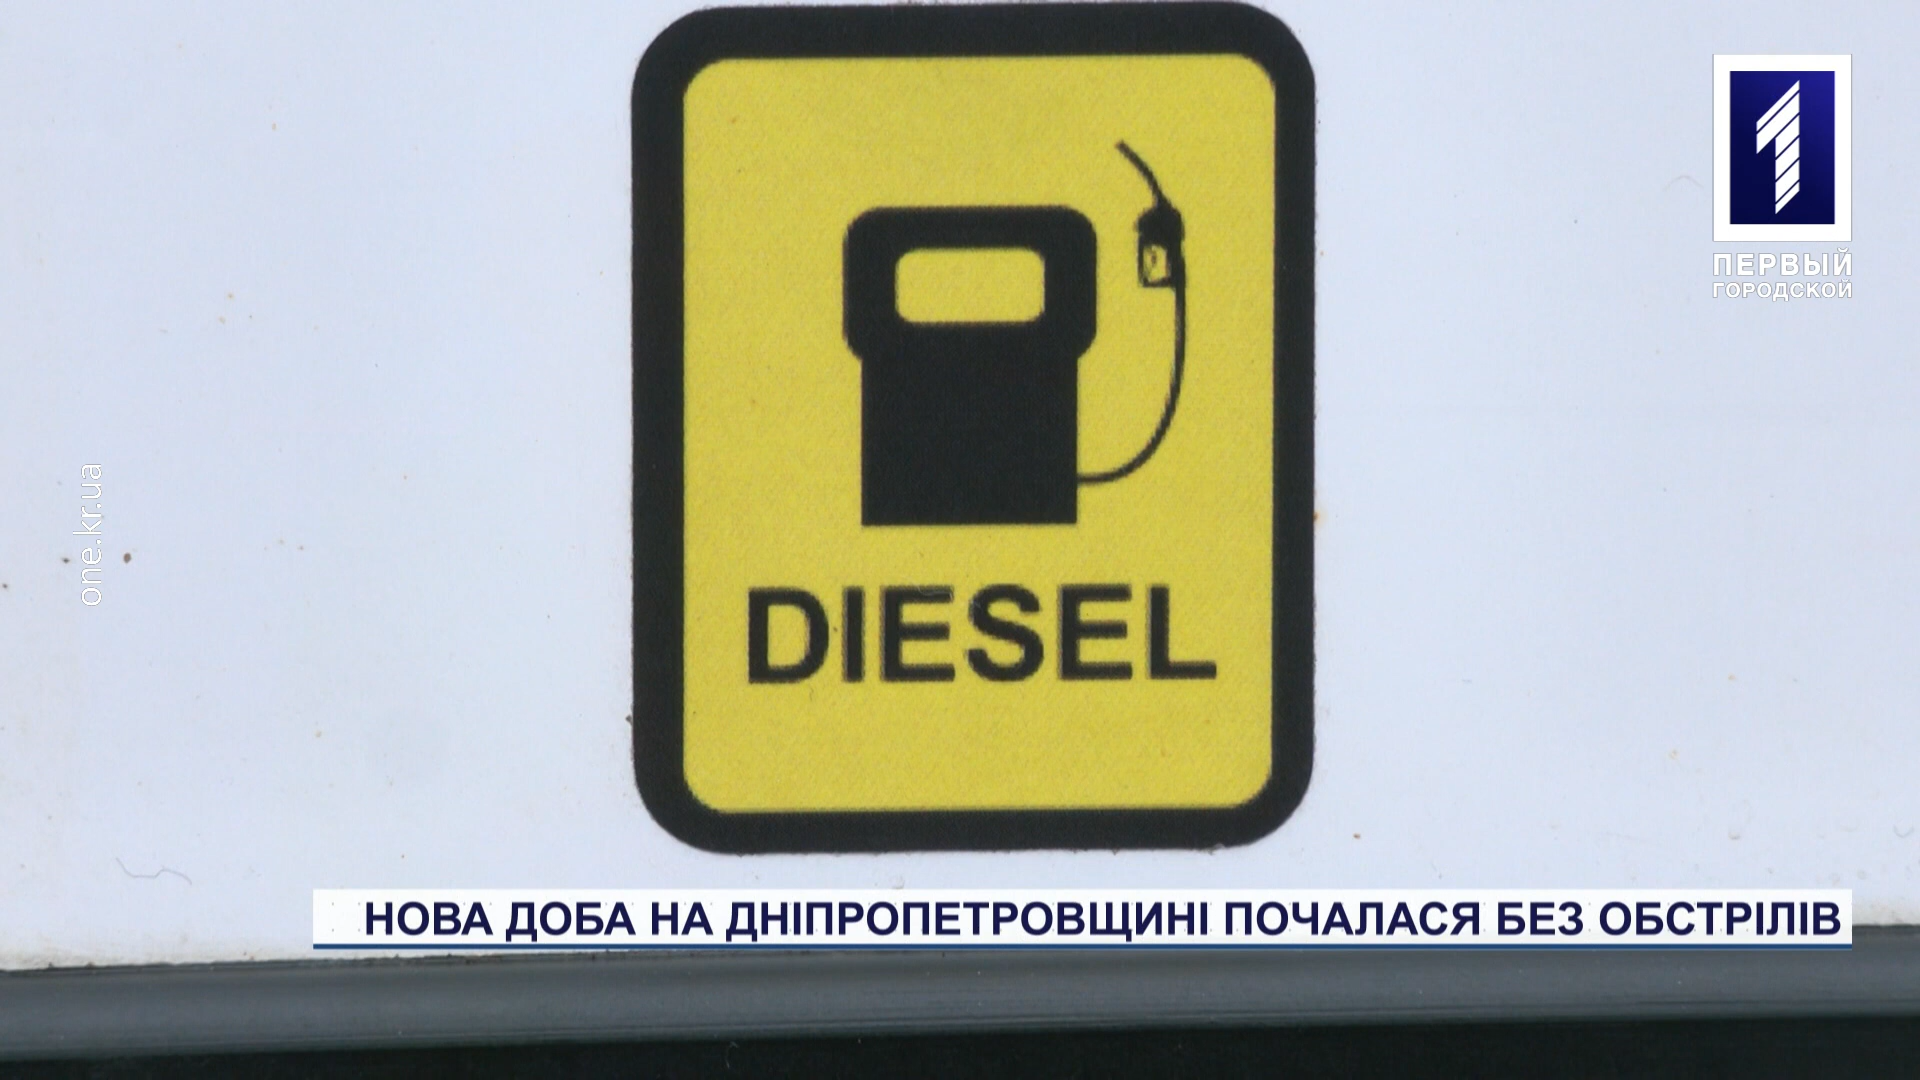 ПЕРВЫЙ
ГОРОДСКОЙ
one.kr.ua
DIESEL
НОВА ДОБА НА ДНІПРОПЕТРОВЩИНІ ПОЧАЛАСЯ БЕЗ ОБСТРІЛІВ